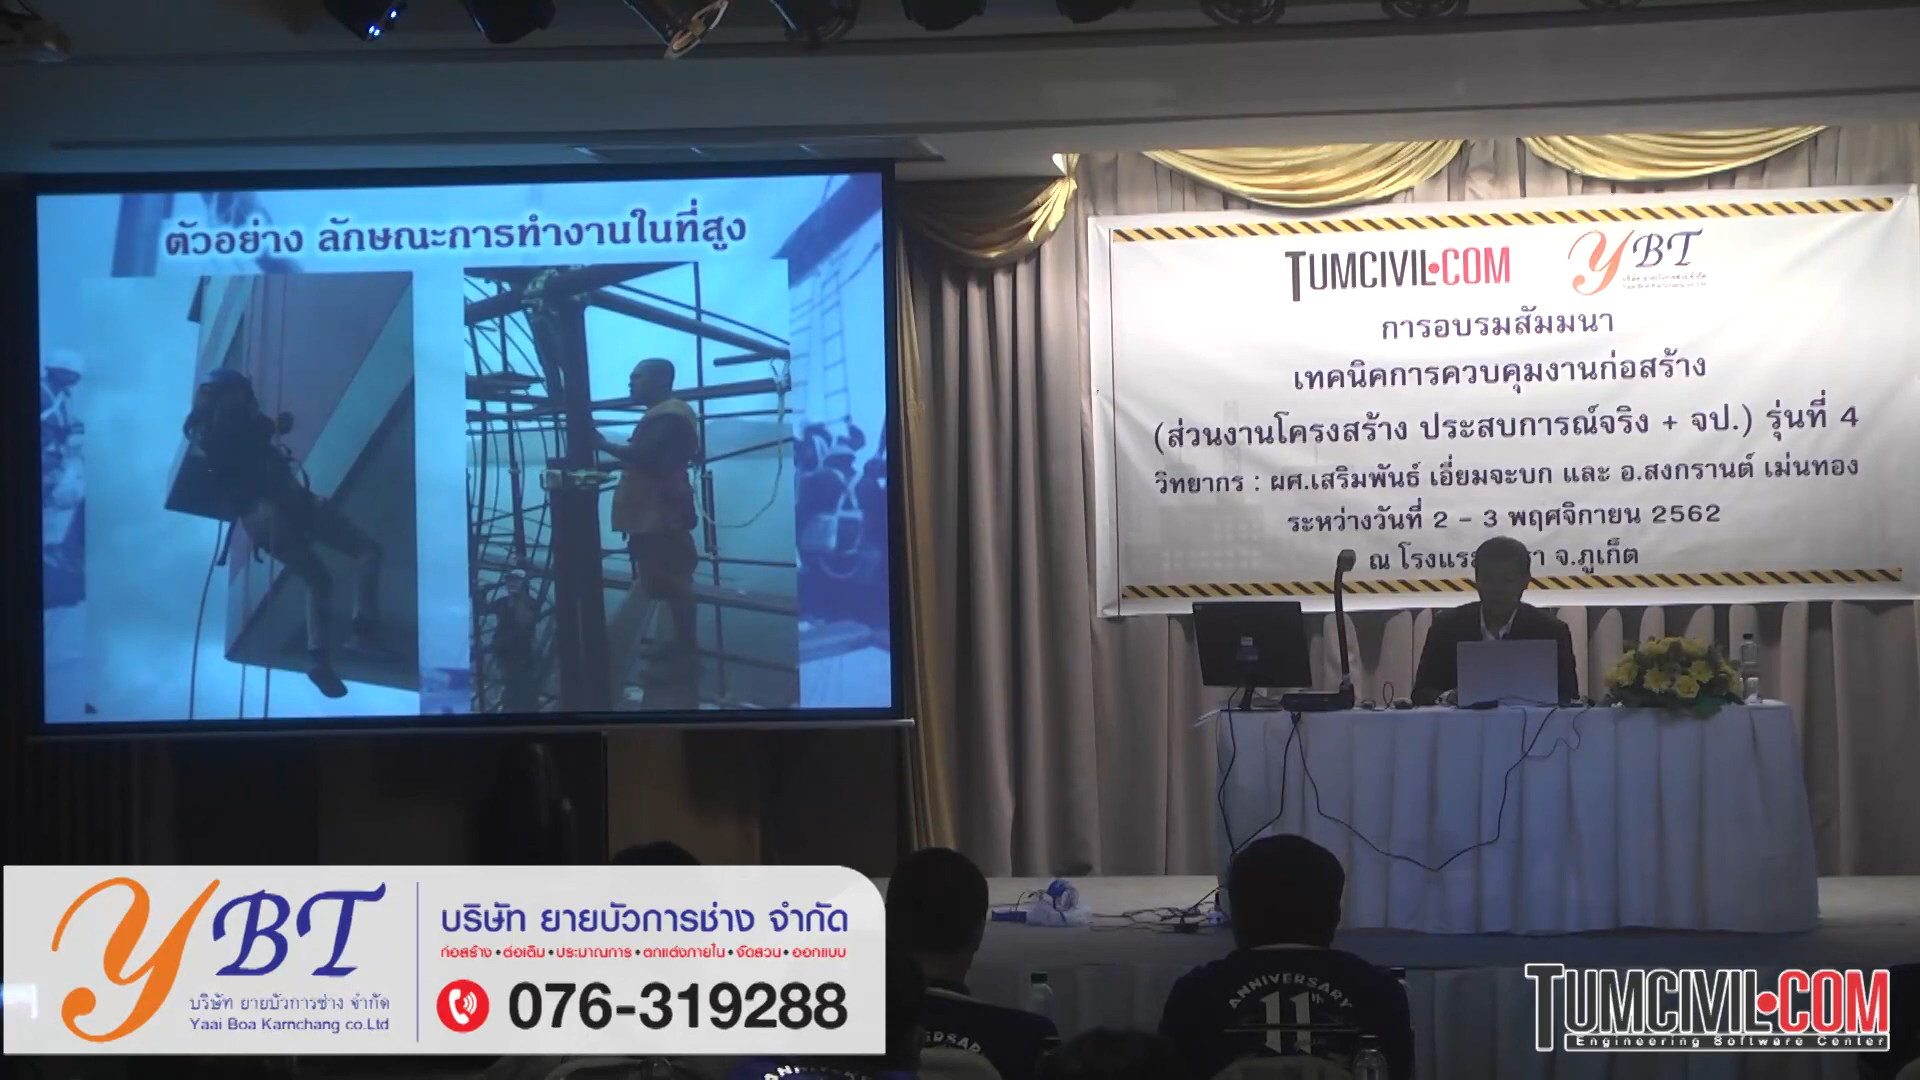 ตัวอย่าง ลักษณะการทำงานในที่สูง
TUMCIVIL.COM
YBT
การอบรมสัมมนา
เทคนิคการควบคุมงานก่อสร้าง
(ส่วนงานโครงสร้าง ประสบการณ์จริง + จป.) รุ่นที่ 4
วิทยากร : ผศ.เสริมพันธ์ เอี่ยมจะบก และ อ.สงกรานต์ เม่นทอง
ระหว่างวันที่ 2 - 3 พฤศจิกายน 2562
ณ จ.ภูเก็ต
YBT
บริษัท ยายบัวการช่าง จำกัด
Yaai Boa Karnchang co.Ltd
บริษัท ยายบัวการช่าง จำกัด
ก่อสร้าง • ต่อเติม • ประมาณการ • ตกแต่งภายใน • จัดสวน • ออกแบบ
076-319288
ANNIVERSARY
11th
TUMCIVIL.COM
Engineering Software Center